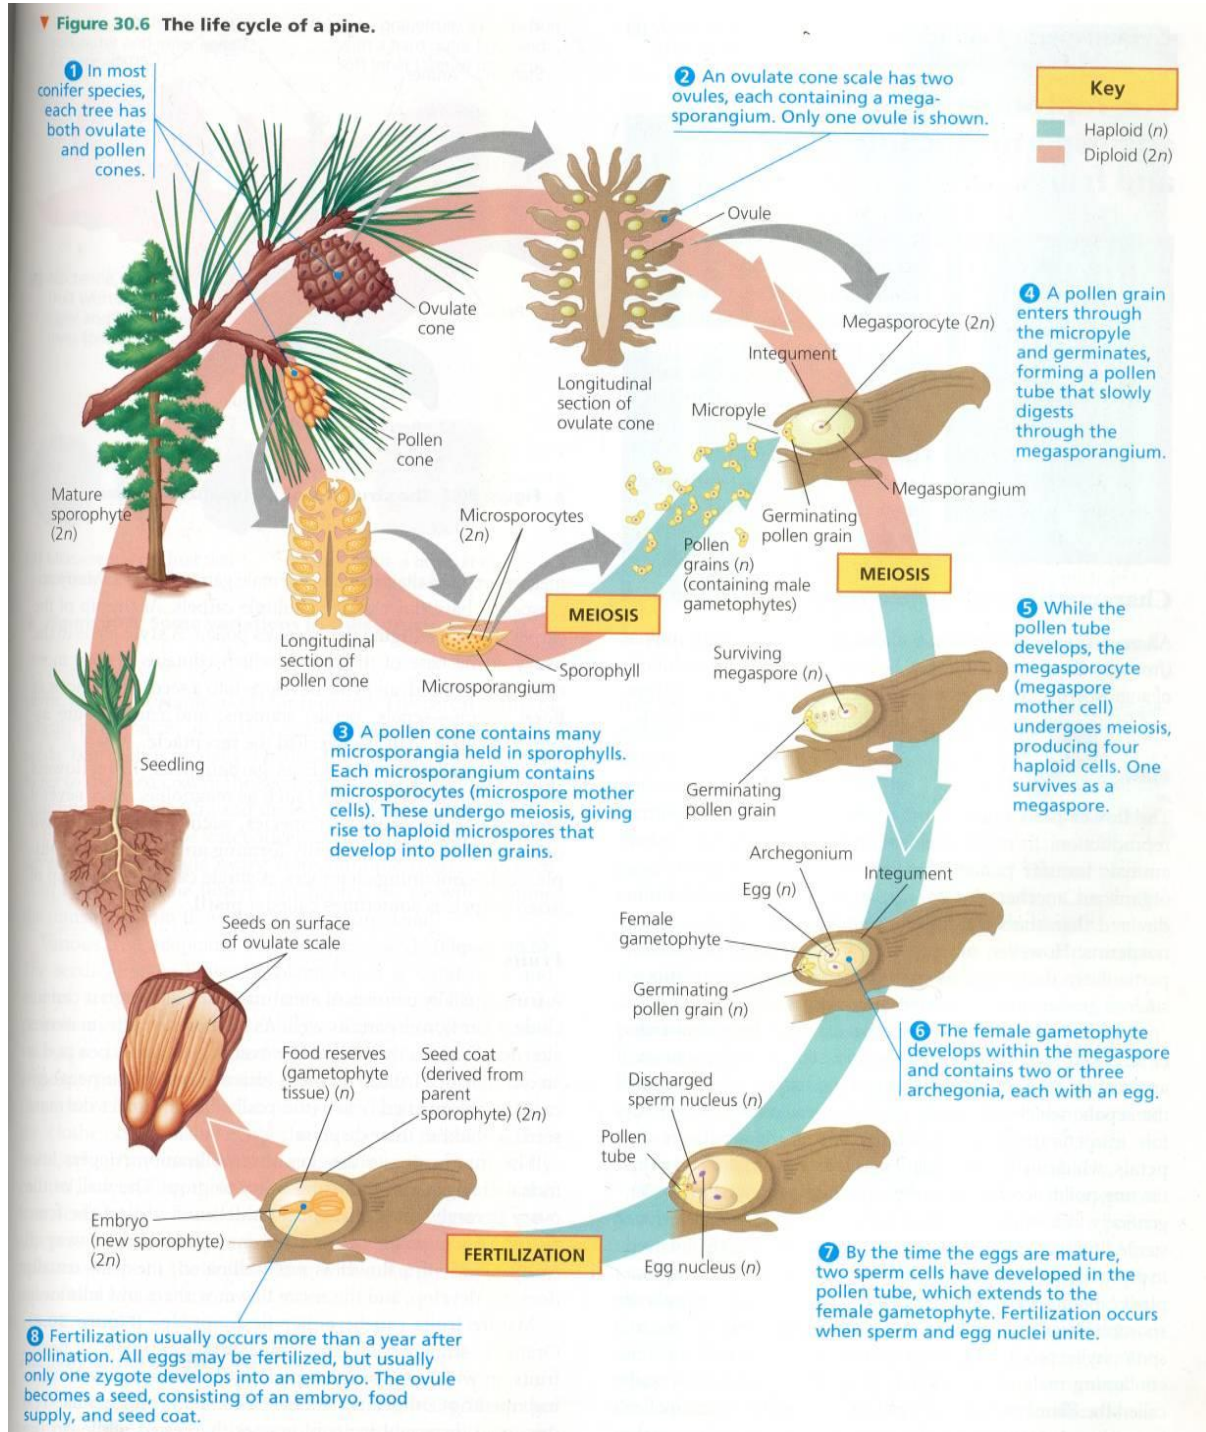 ▼ Figure 30.6 The life cycle of a pine.
1 In most
conifer species,
each tree has
both ovulate
and pollen
cones.
2 An ovulate cone scale has two
ovules, each containing a mega-
sporangium. Only one ovule is shown.
Key
Haploid (n)
Diploid (2n)
Ovule
Ovulate
cone
Longitudinal
section of
ovulate cone
Megasporocyte (2n)
Integument
Micropyle
Megasporangium
Germinating
pollen grain
4 A pollen grain
enters through
the micropyle
and germinates,
forming a pollen
tube that slowly
digests
through the
megasporangium.
Pollen
cone
Mature
sporophyte
(2n)
Microsporocytes
(2n)
Pollen
grains (n)
(containing male
gametophytes)
MEIOSIS
MEIOSIS
Longitudinal
section of
pollen cone
Microsporangium
Sporophyll
Surviving
megaspore (n)
Germinating
pollen grain
5 While the
pollen tube
develops, the
megasporocyte
(megaspore
mother cell)
undergoes meiosis,
producing four
haploid cells. One
survives as a
megaspore.
3 A pollen cone contains many
microsporangia held in sporophylls.
Each microsporangium contains
microsporocytes (microspore mother
cells). These undergo meiosis, giving
rise to haploid microspores that
develop into pollen grains.
Seedling
Archegonium
Egg (n)
Integument
Female
gametophyte
Germinating
pollen grain (n)
Seeds on surface
of ovulate scale
6 The female gametophyte
develops within the megaspore
and contains two or three
archegonia, each with an egg.
Food reserves
(gametophyte
tissue) (n)
Seed coat
(derived from
parent
sporophyte) (2n)
Discharged
sperm nucleus (n)
Pollen
tube
Embryo
(new sporophyte)
(2n)
FERTILIZATION
Egg nucleus (n)
7 By the time the eggs are mature,
two sperm cells have developed in the
pollen tube, which extends to the
female gametophyte. Fertilization occurs
when sperm and egg nuclei unite.
8 Fertilization usually occurs more than a year after
pollination. All eggs may be fertilized, but usually
only one zygote develops into an embryo. The ovule
becomes a seed, consisting of an embryo, food
supply, and seed coat.